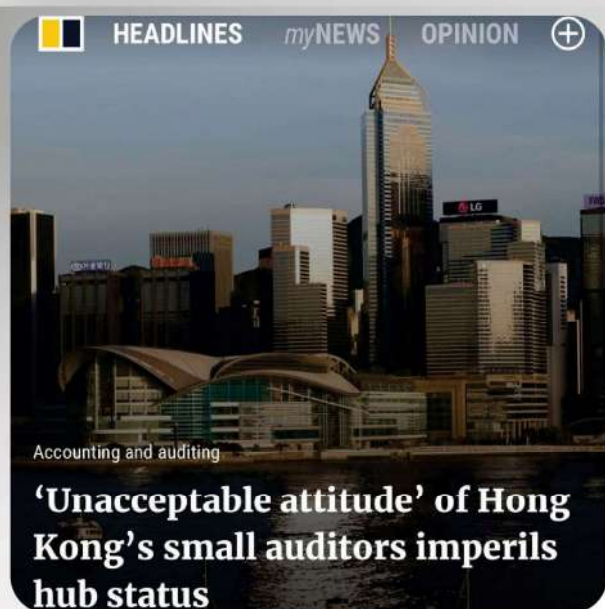 HEADLINES myNEWS OPINION
LG
Accounting and auditing
‘Unacceptable attitude’ of Hong
Kong’s small auditors imperils
hub status